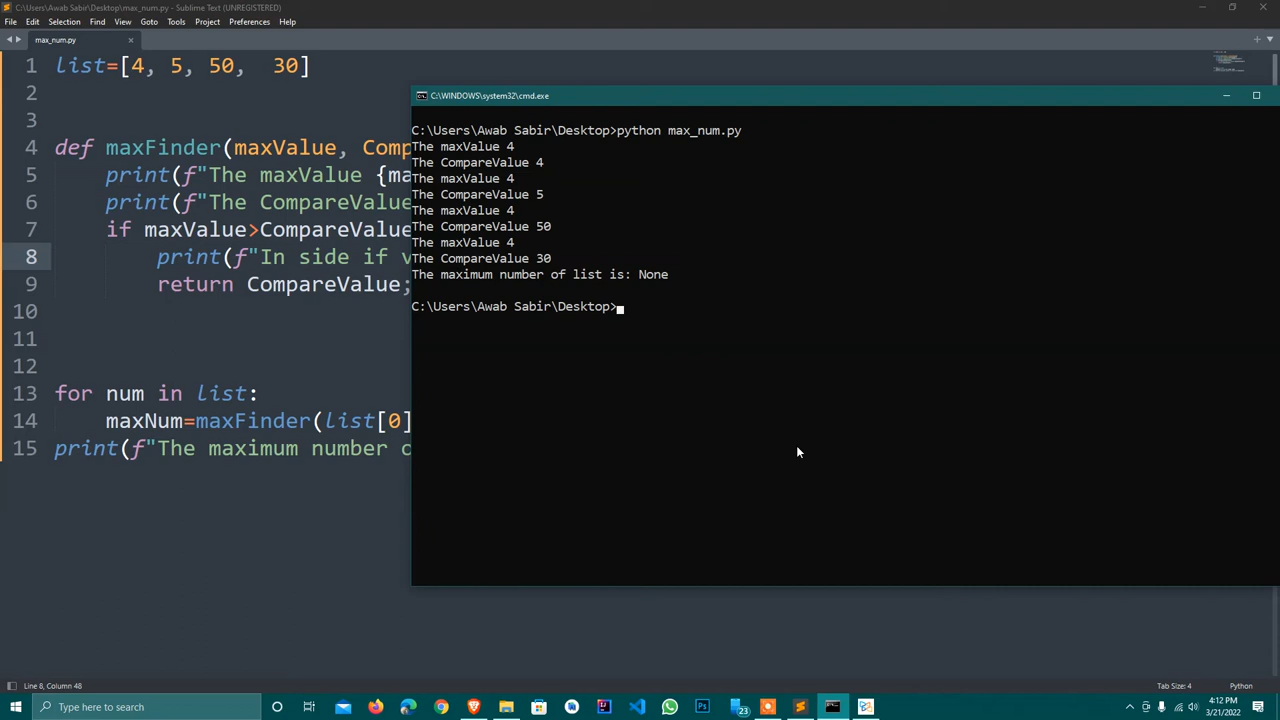 C:\Users\Awab Sabir\Desktop\max_num.py - Sublime Text (UNREGISTERED)
File Edit Selection Find View Goto Tools Project Preferences Help
max_num.py
1 list=[4, 5, 50,  30]
2
3
4 def maxFinder(maxValue, Comp
5 print(f"The maxValue {ma
6 print(f"The CompareValue
7 if maxValue>CompareValue
8 print(f"In side if v
9 return CompareValue;
10
11
12
13 for num in list:
14 maxNum=maxFinder(list[0]
15 print(f"The maximum number o
C:\WINDOWS\system32\cmd.exe
C:\Users\Awab Sabir\Desktop>python max_num.py
The maxValue 4
The CompareValue 4
The maxValue 4
The CompareValue 5
The maxValue 4
The CompareValue 50
The maxValue 4
The CompareValue 30
The maximum number of list is: None
C:\Users\Awab Sabir\Desktop>
Line 8, Column 48
Tab Size: 4
Python
Type here to search
23
4:12 PM
3/21/2022